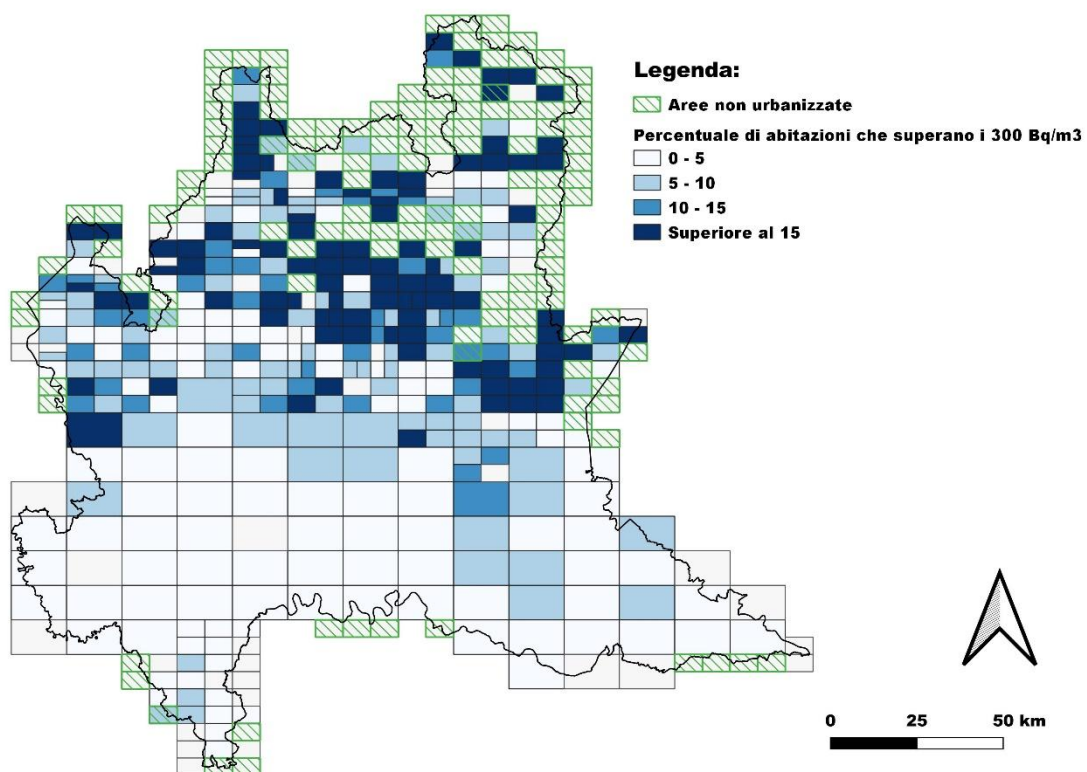 Legenda:
Aree non urbanizzate
Percentuale di abitazioni che superano i 300 Bq/m3
0 - 5
5 - 10
10 - 15
Superiore al 15
0 25 50 km